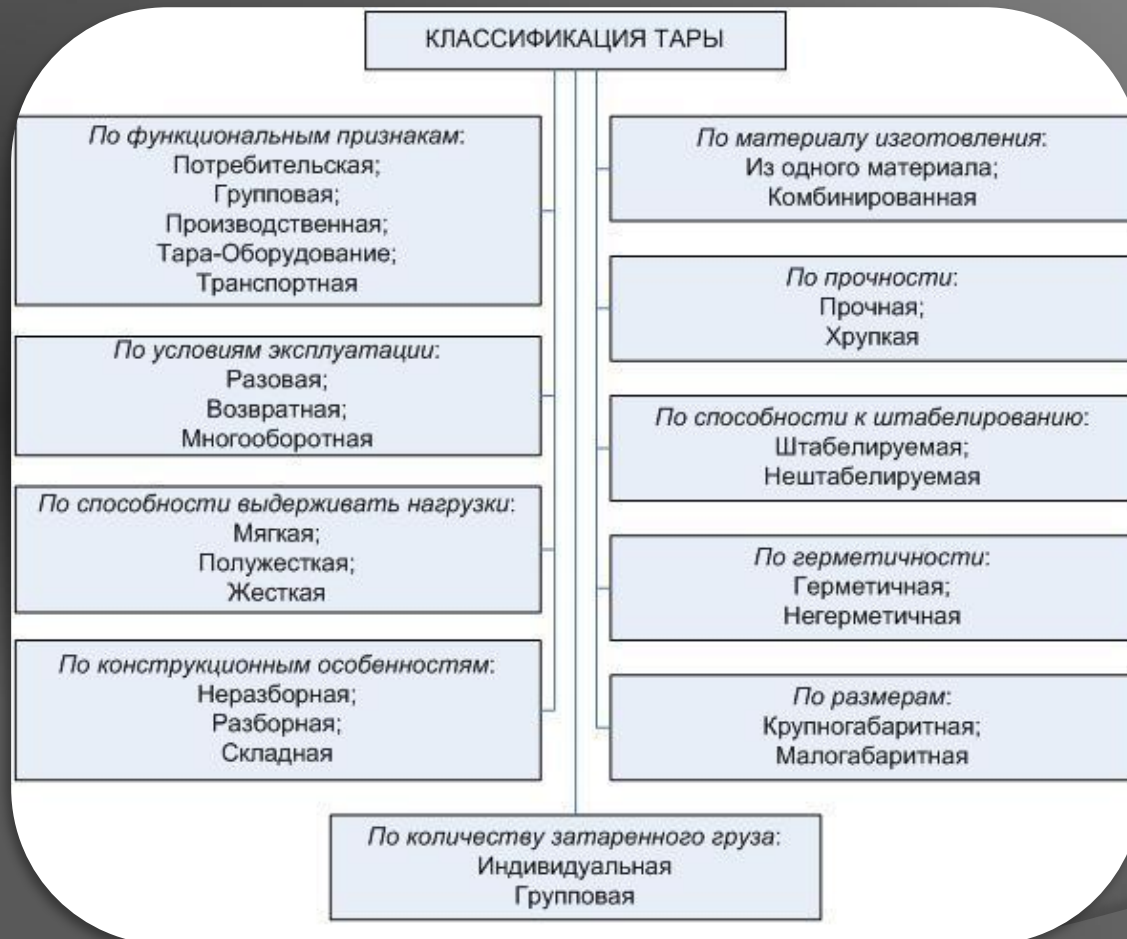 КЛАССИФИКАЦИЯ ТАРЫ
По функциональным признакам:
Потребительская;
Групповая;
Производственная;
Тара-Оборудование;
Транспортная
По условиям эксплуатации:
Разовая;
Возвратная;
Многооборотная
По способности выдерживать нагрузки:
Мягкая;
Полужесткая;
Жесткая
По конструкционным особенностям:
Неразборная;
Разборная;
Складная
По материалу изготовления:
Из одного материала;
Комбинированная
По прочности:
Прочная;
Хрупкая
По способности к штабелированию:
Штабелируемая;
Нештабелируемая
По герметичности:
Герметичная;
Негерметичная
По размерам:
Крупногабаритная;
Малогабаритная
По количеству затаренного груза:
Индивидуальная
Групповая